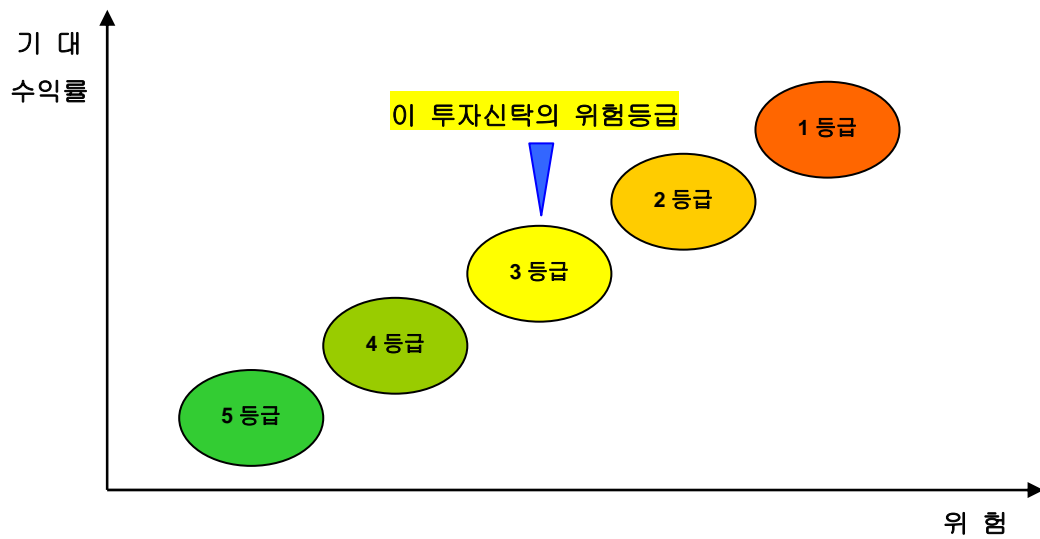 기 대
수익률
이 투자신탁의 위험등급
1 등급
2 등급
3 등급
4 등급
5 등급
위 험